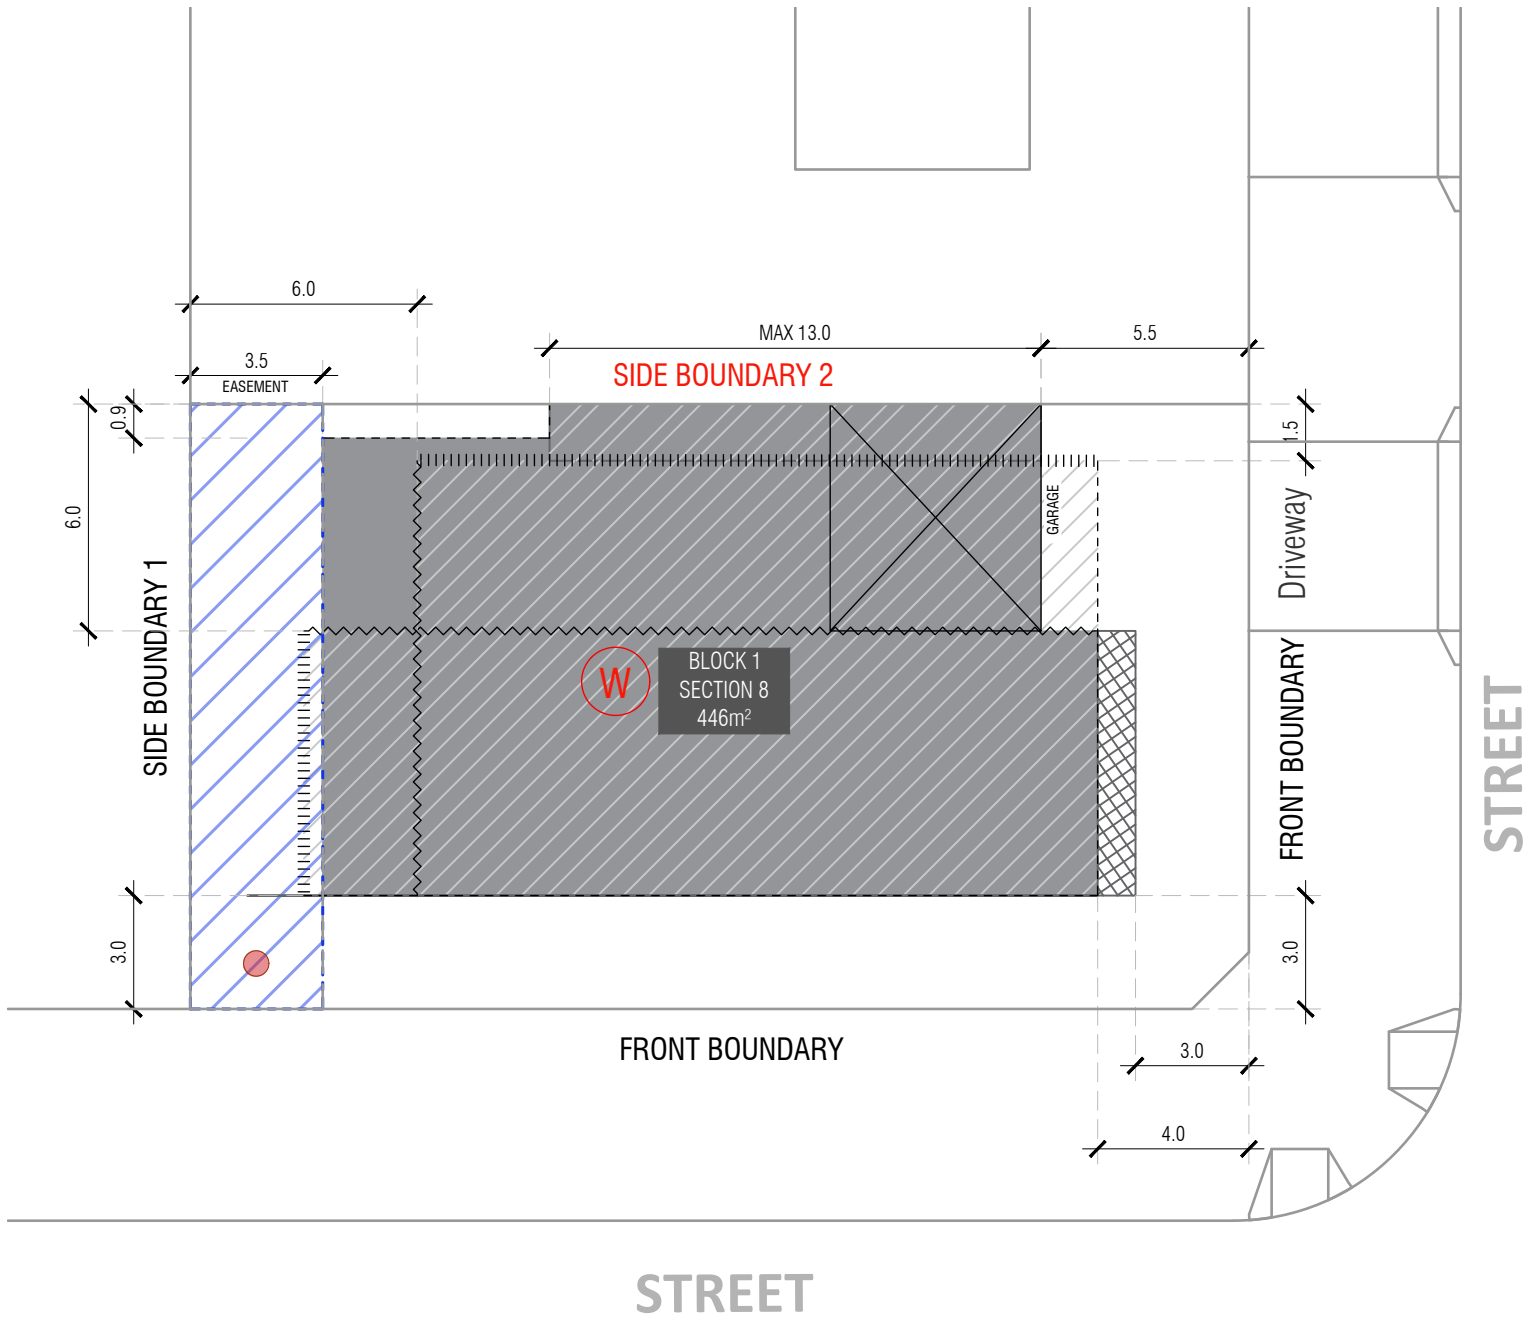 6.0
MAX 13.0
5.5
3.5
EASEMENT
SIDE BOUNDARY 2
0.9
1.5
6.0
GARAGE
Driveway
SIDE BOUNDARY 1
W
BLOCK 1
SECTION 8
446m²
FRONT BOUNDARY
STREET
3.0
3.0
FRONT BOUNDARY
3.0
4.0
STREET